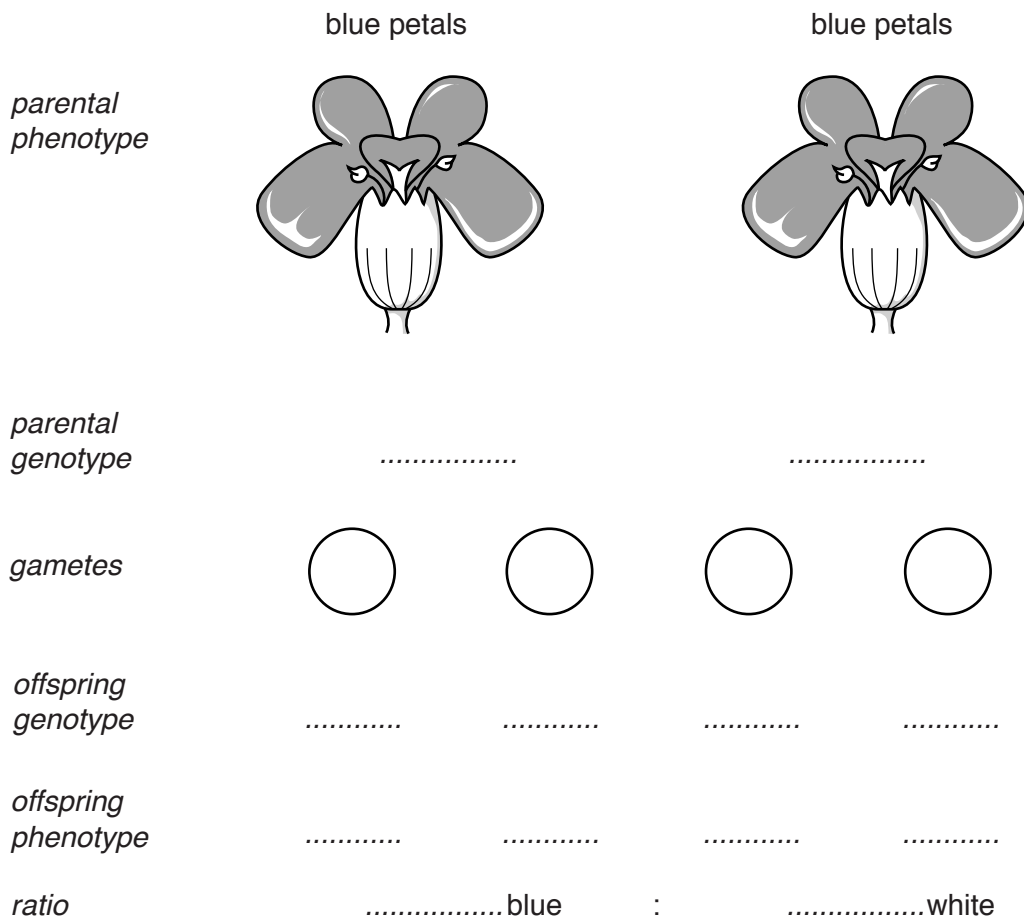 blue petals blue petals
parental
phenotype
parental
genotype ................. .................
gametes
offspring
genotype ............ ............ ............ ............
offspring
phenotype ............ ............ ............ ............
ratio .................blue : .................white